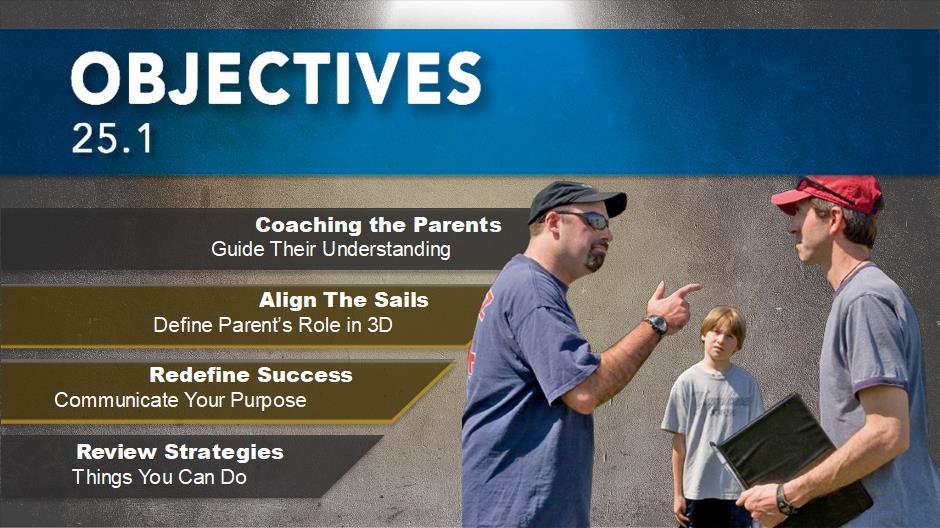 OBJECTIVES
25.1
Coaching the Parents
Guide Their Understanding
Align The Sails
Define Parent's Role in 3D
Redefine Success
Communicate Your Purpose
Review Strategies
Things You Can Do